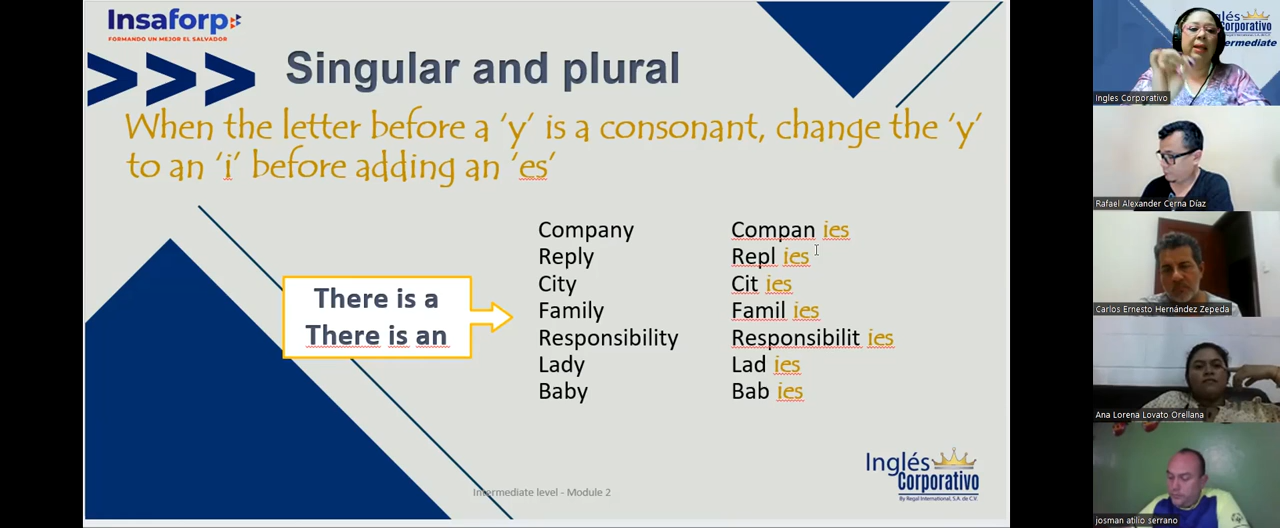 Insaforp
FORMANDO UN MEJOR EL SALVADOR
Singular and plural
When the letter before a ‘y’ is a consonant, change the ‘y’
to an ‘i’ before adding an ‘es’
There is a
There is an
Company Compan ies
Reply Repl ies
City Cit ies
Family Famil ies
Responsibility Responsibilit ies
Lady Lad ies
Baby Bab ies
Intermediate level - Module 2
Inglés
Corporativo
By Regal International, S.A. de C.V.
glés
Corporativo
ermediate
Ingles Corporativo
Rafael Alexander Cerna Díaz
Carlos Ernesto Hernández Zepeda
Ana Lorena Lovato Orellana
josman atilio serrano